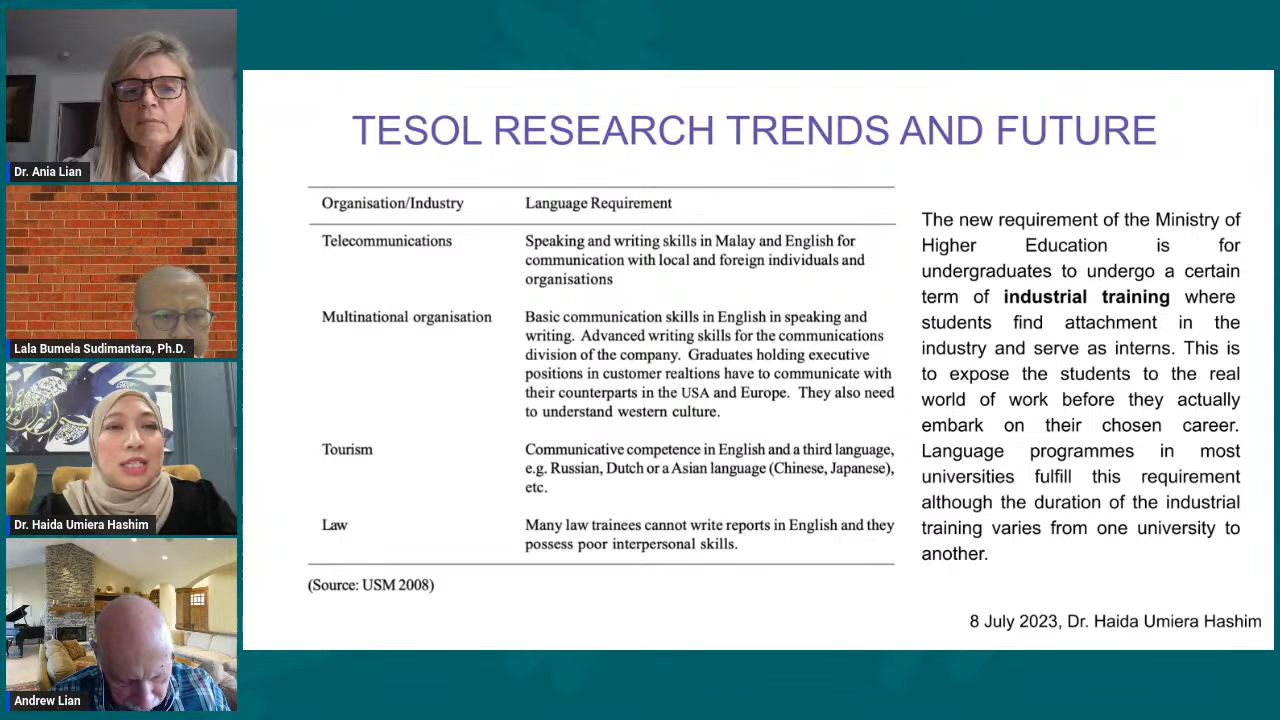 Dr. Ania Lian
Lala Bumela Sudimantara, Ph.D.
Dr. Haida Umiera Hashim
Andrew Lian
TESOL RESEARCH TRENDS AND FUTURE
Organisation/Industry Language Requirement
Telecommunications Speaking and writing skills in Malay and English for
communication with local and foreign individuals and
organisations
Multinational organisation Basic communication skills in English in speaking and
writing. Advanced writing skills for the communications
division of the company. Graduates holding executive
positions in customer realtions have to communicate with
their counterparts in the USA and Europe. They also need
to understand western culture.
Tourism Communicative competence in English and a third language,
e.g. Russian, Dutch or a Asian language (Chinese, Japanese),
etc.
Law Many law trainees cannot write reports in English and they
possess poor interpersonal skills.
(Source: USM 2008)
The new requirement of the Ministry of
Higher Education is for
undergraduates to undergo a certain
term of industrial training where
students find attachment in the
industry and serve as interns. This is
to expose the students to the real
world of work before they actually
embark on their chosen career.
Language programmes in most
universities fulfill this requirement
although the duration of the industrial
training varies from one university to
another.
8 July 2023, Dr. Haida Umiera Hashim